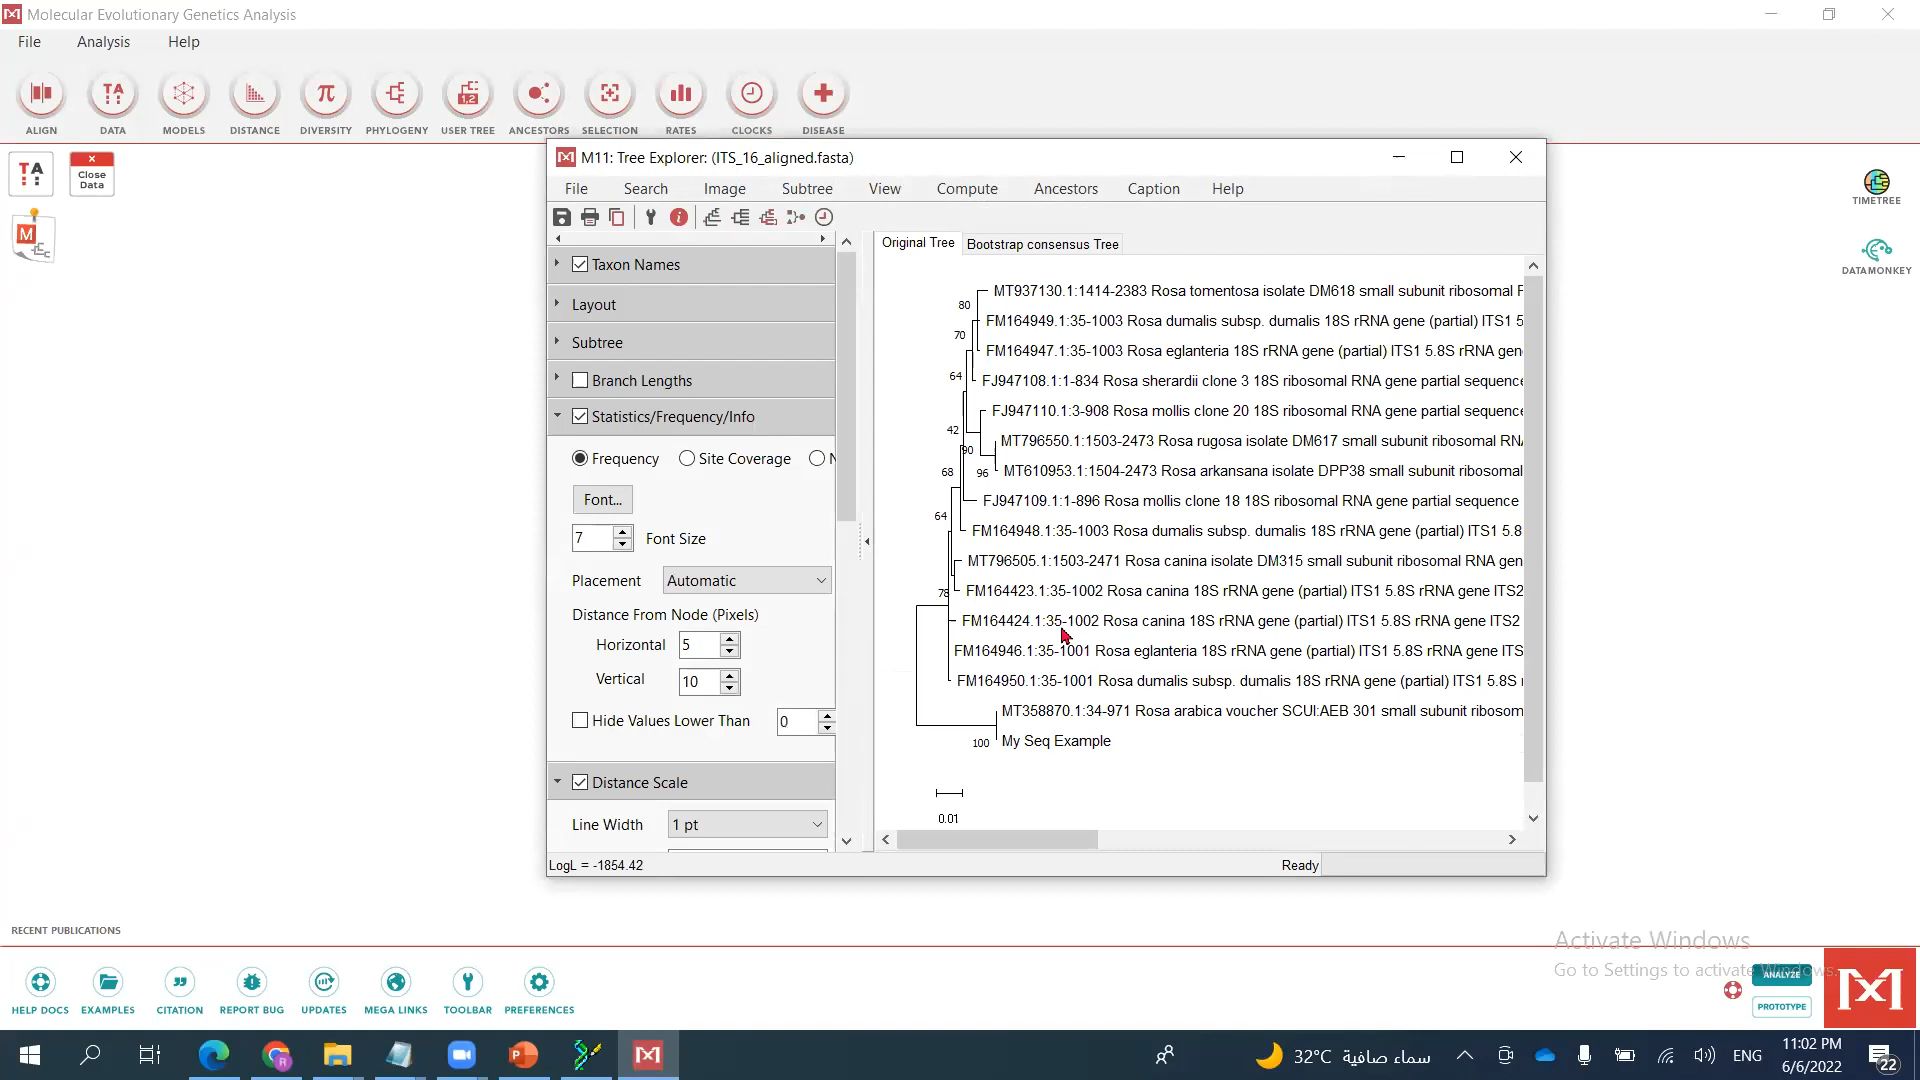 Molecular Evolutionary Genetics Analysis
File Analysis Help
ALIGN DATA MODELS DISTANCE DIVERSITY PHYLOGENY USER TREE ANCESTORS SELECTION RATES CLOCKS DISEASE
TA
Close
Data
TIMETREE
DATAMONKEY
M11: Tree Explorer: (ITS_16_aligned.fasta)
File Search Image Subtree View Compute Ancestors Caption Help
Taxon Names
Layout
Subtree
Branch Lengths
Statistics/Frequency/Info
Frequency Site Coverage N
Font...
7 Font Size
Placement Automatic
Distance From Node (Pixels)
Horizontal 5
Vertical 10
Hide Values Lower Than 0
Distance Scale
Line Width 1 pt
Original Tree Bootstrap consensus Tree
MT937130.1:1414-2383 Rosa tomentosa isolate DM618 small subunit ribosomal
80
FM164949.1:35-1003 Rosa dumalis subsp. dumalis 18S rRNA gene (partial) ITS1 5
70
FM164947.1:35-1003 Rosa eglanteria 18S rRNA gene (partial) ITS1 5.8S rRNA gen
64
FJ947108.1:1-834 Rosa sherardii clone 3 18S ribosomal RNA gene partial sequence
FJ947110.1:3-908 Rosa mollis clone 20 18S ribosomal RNA gene partial sequence
42
MT796550.1:1503-2473 Rosa rugosa isolate DM617 small subunit ribosomal RN
90
68
96
MT610953.1:1504-2473 Rosa arkansana isolate DPP38 small subunit ribosomal
FJ947109.1:1-896 Rosa mollis clone 18 18S ribosomal RNA gene partial sequence
64
FM164948.1:35-1003 Rosa dumalis subsp. dumalis 18S rRNA gene (partial) ITS1 5.8
MT796505.1:1503-2471 Rosa canina isolate DM315 small subunit ribosomal RNA gen
78
FM164423.1:35-1002 Rosa canina 18S rRNA gene (partial) ITS1 5.8S rRNA gene ITS2
FM164424.1:35-1002 Rosa canina 18S rRNA gene (partial) ITS1 5.8S rRNA gene ITS2
FM164946.1:35-1001 Rosa eglanteria 18S rRNA gene (partial) ITS1 5.8S rRNA gene ITS
FM164950.1:35-1001 Rosa dumalis subsp. dumalis 18S rRNA gene (partial) ITS1 5.8S
MT358870.1:34-971 Rosa arabica voucher SCUI:AEB 301 small subunit ribosom
100 My Seq Example
0.01
LogL = -1854.42
Ready
RECENT PUBLICATIONS
Activate Windows
Go to Settings to activate Windows.
HELP DOCS EXAMPLES CITATION REPORT BUG UPDATES MEGA LINKS TOOLBAR PREFERENCES
ANALYZE
PROTOTYPE
32°C سماء صافية
ENG
11:02 PM
6/6/2022
22